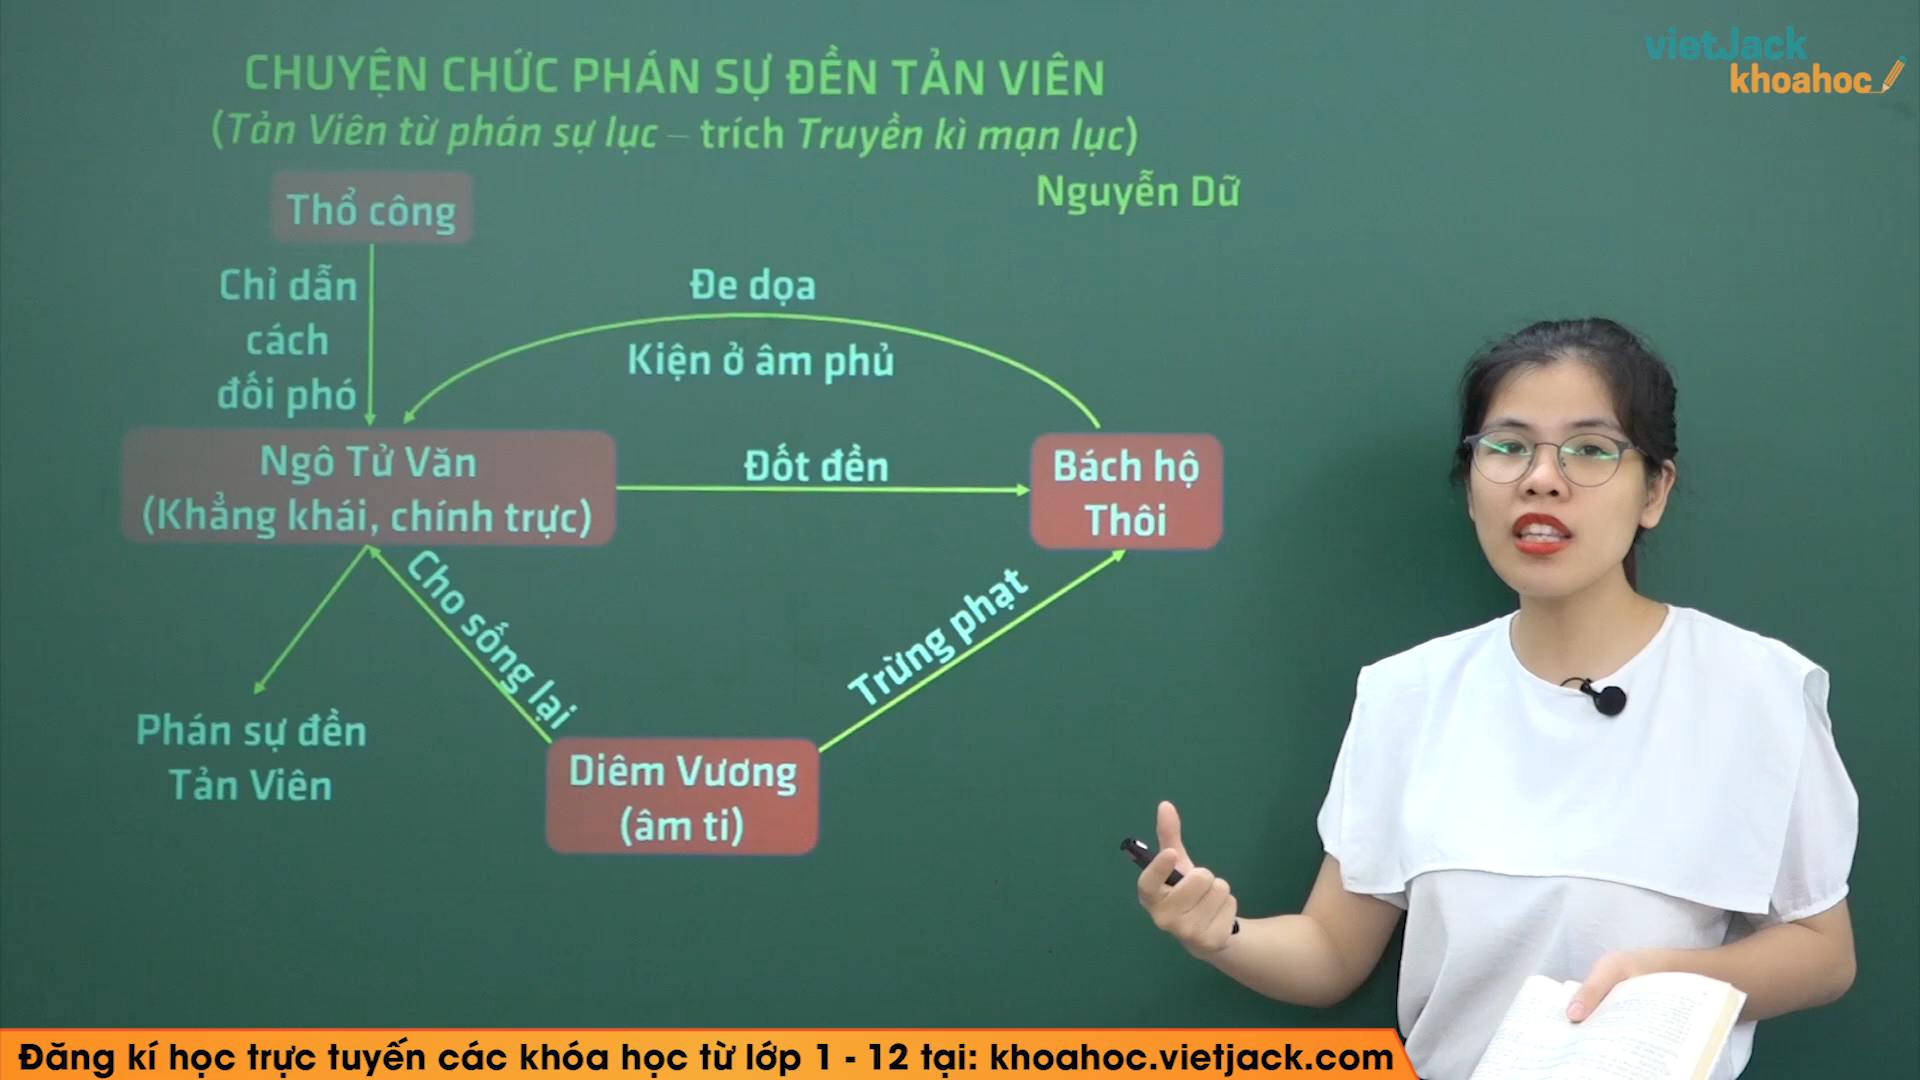 vietJack
khoahoc
CHUYỆN CHỨC PHÁN SỰ ĐỀN TẢN VIÊN
(Tản Viên từ phán sự lục – trích Truyền kì mạn lục)
Nguyễn Dữ
Thổ công
Chỉ dẫn
cách
đối phó
Đe dọa
Kiện ở âm phủ
Ngô Tử Văn
(Khẳng khái, chính trực)
Đốt đền
Bách hộ
Thôi
Cho sống lại
Trừng phạt
Phán sự đền
Tản Viên
Diêm Vương
(âm ti)
Đăng kí học trực tuyến các khóa học từ lớp 1 - 12 tại: khoahoc.vietjack.com